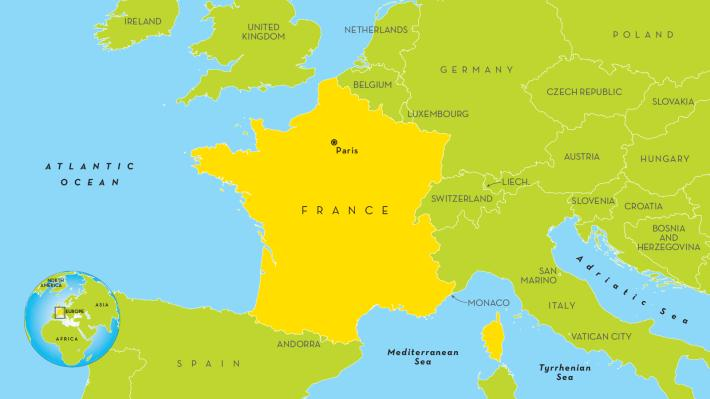 IRELAND
UNITED
KINGDOM
NETHERLANDS
POLAND
GERMANY
BELGIUM
CZECH REPUBLIC
SLOVAKIA
LUXEMBOURG
Paris
AUSTRIA
HUNGARY
ATLANTIC
OCEAN
LIECH.
SWITZERLAND
SLOVENIA
CROATIA
FRANCE
BOSNIA
AND
HERZEGOVINA
Adriatic Sea
SAN
MARINO
NORTH
AMERICA
ASIA
EUROPE
AFRICA
MONACO
ITALY
VATICAN CITY
ANDORRA
Mediterranean
Sea
SPAIN
Tyrrhenian
Sea